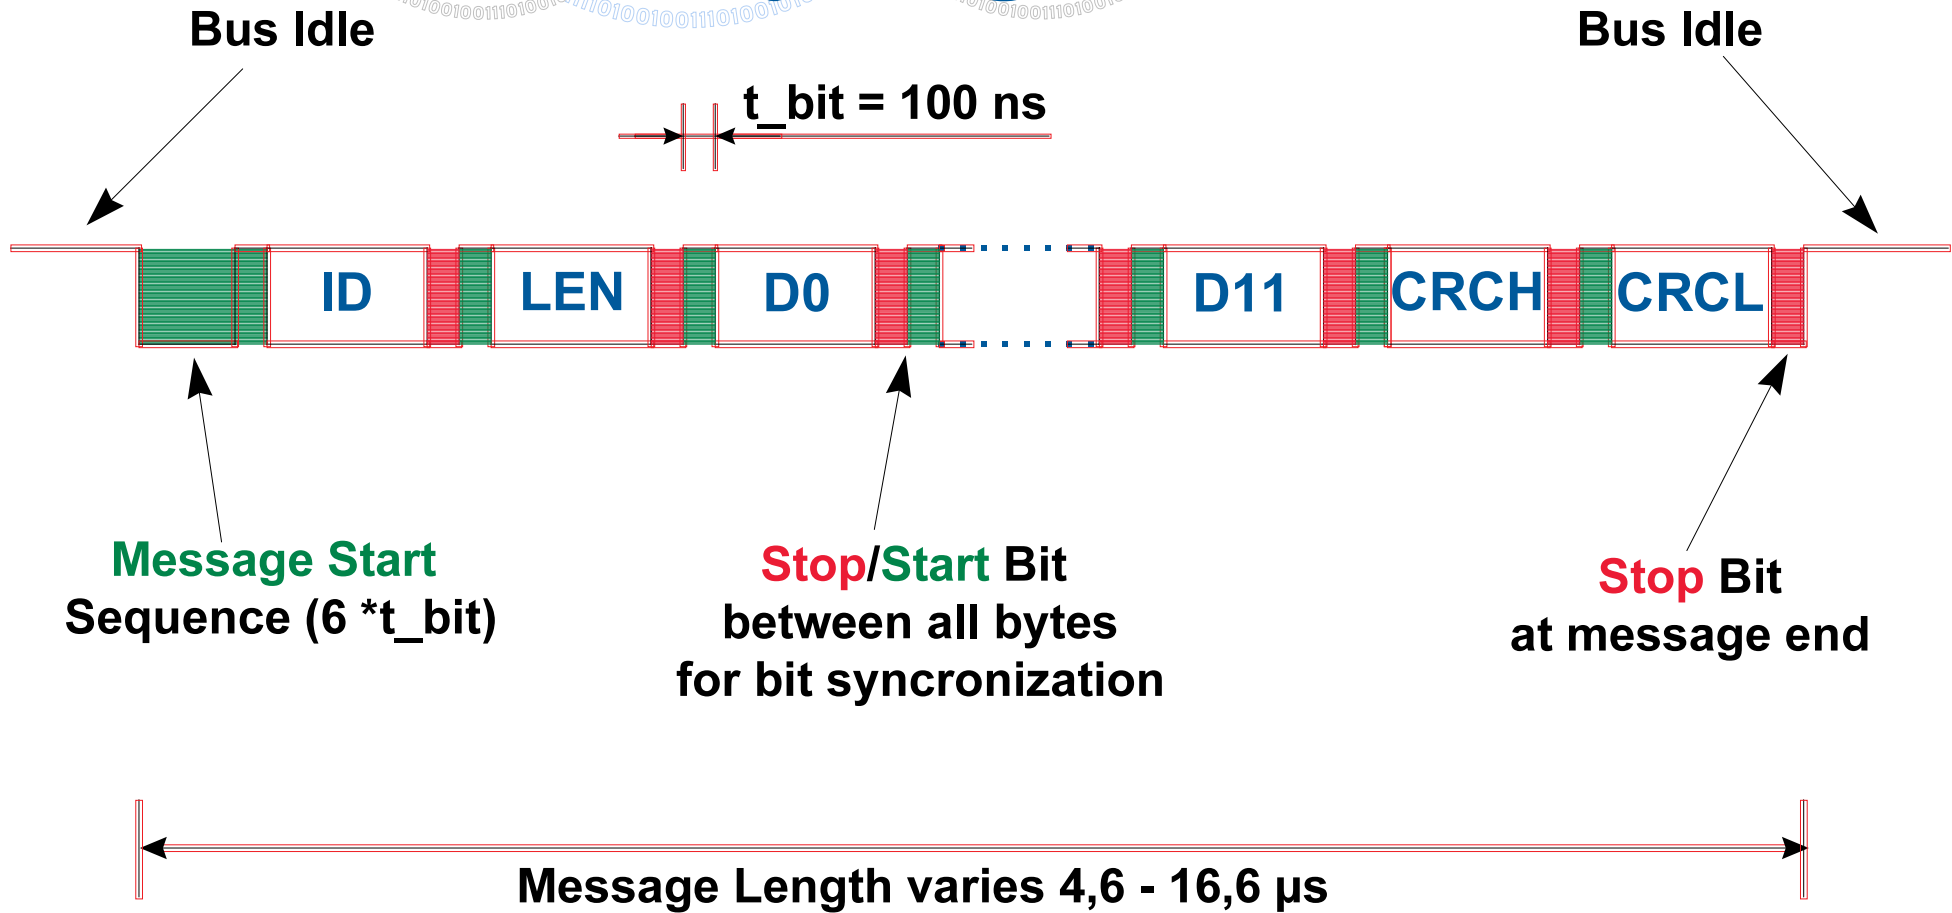 Bus Idle
Bus Idle
t_bit = 100 ns
ID LEN D0 D11 CRCH CRCL
Message Start
Sequence (6 *t_bit)
Stop/Start Bit
between all bytes
for bit syncronization
Stop Bit
at message end
Message Length varies 4,6 - 16,6 µs